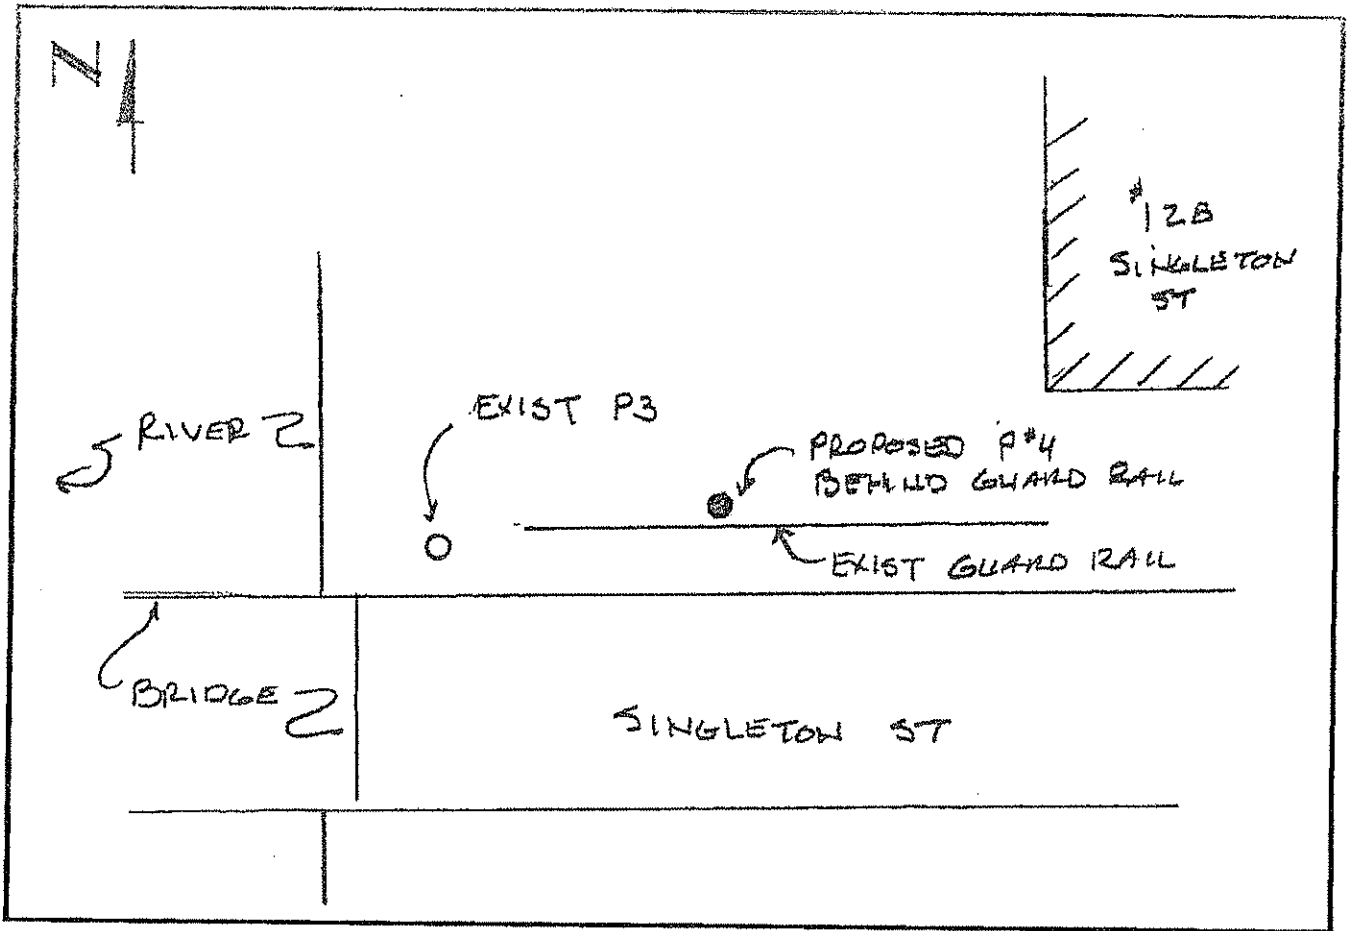 N
#128
SINGLETON
ST
EXIST P3
RIVER
PROPOSED P#4
BEHIND GUARD RAIL
EXIST GUARD RAIL
BRIDGE
SINGLETON ST